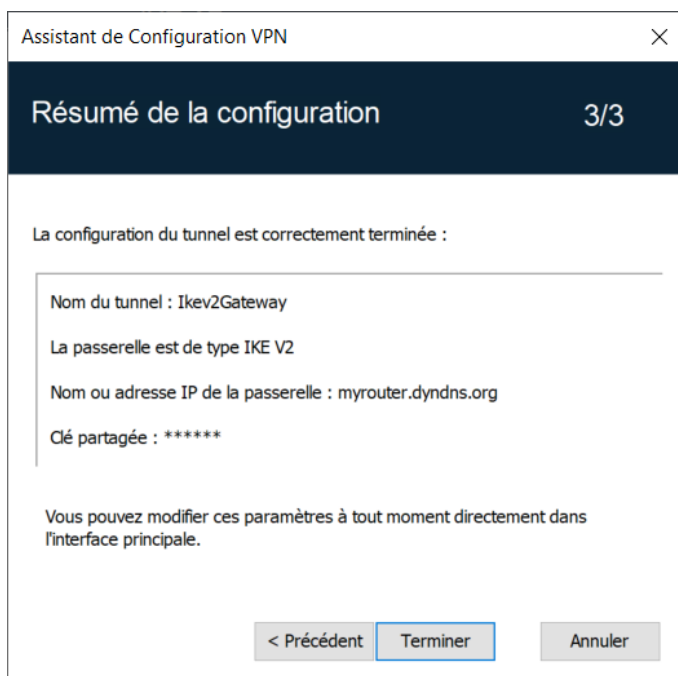 Assistant de Configuration VPN
Résumé de la configuration 3/3
La configuration du tunnel est correctement terminée :
Nom du tunnel : Ikev2Gateway
La passerelle est de type IKE V2
Nom ou adresse IP de la passerelle : myrouter.dyndns.org
Clé partagée : ******
Vous pouvez modifier ces paramètres à tout moment directement dans
l'interface principale.
< Précédent Terminer Annuler